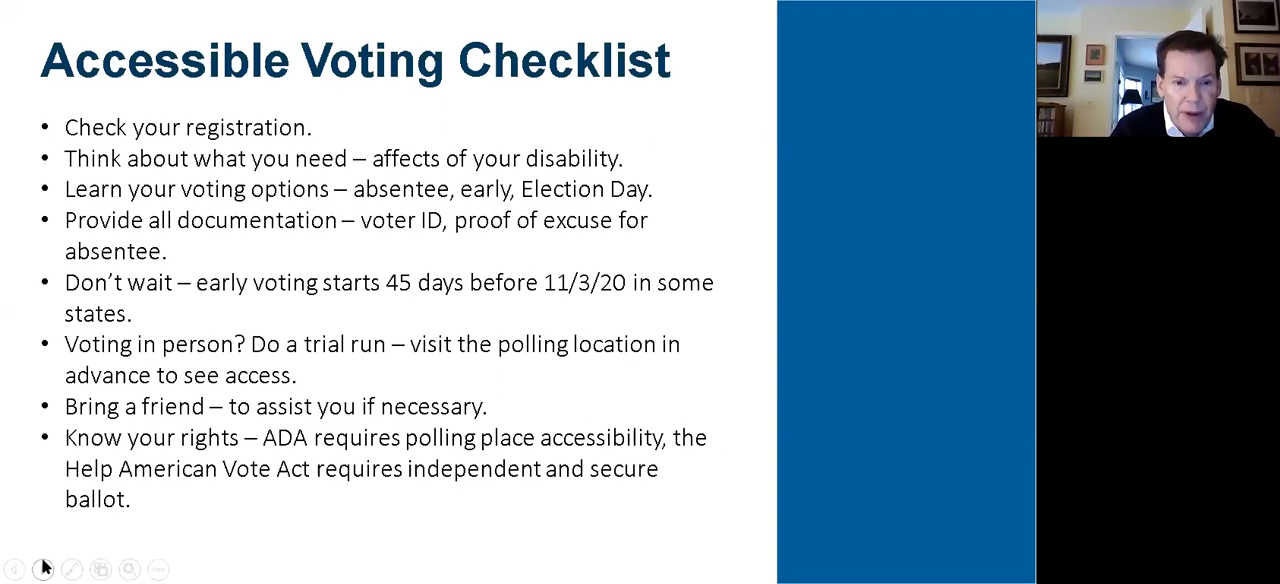 Accessible Voting Checklist
• Check your registration.
• Think about what you need – affects of your disability.
• Learn your voting options – absentee, early, Election Day.
• Provide all documentation – voter ID, proof of excuse for
absentee.
• Don’t wait – early voting starts 45 days before 11/3/20 in some
states.
• Voting in person? Do a trial run – visit the polling location in
advance to see access.
• Bring a friend – to assist you if necessary.
• Know your rights – ADA requires polling place accessibility, the
Help American Vote Act requires independent and secure
ballot.